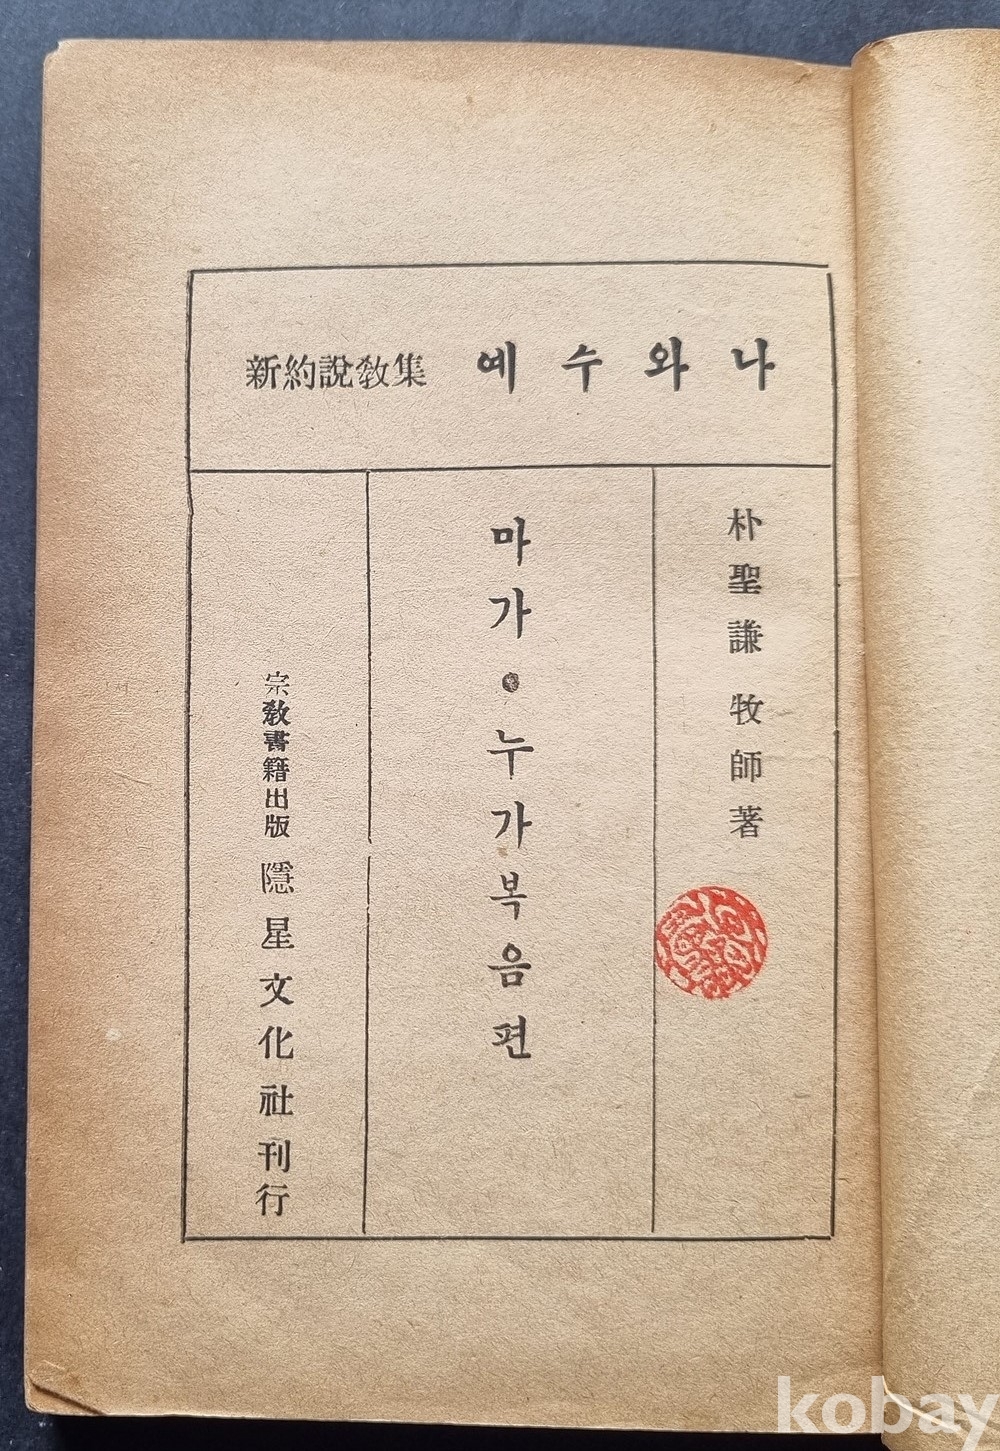 新約說敎集 예수와나
朴聖謙 牧師 著
마가·누가복음편
宗敎書籍出版 隱星文化社刊行
kobay